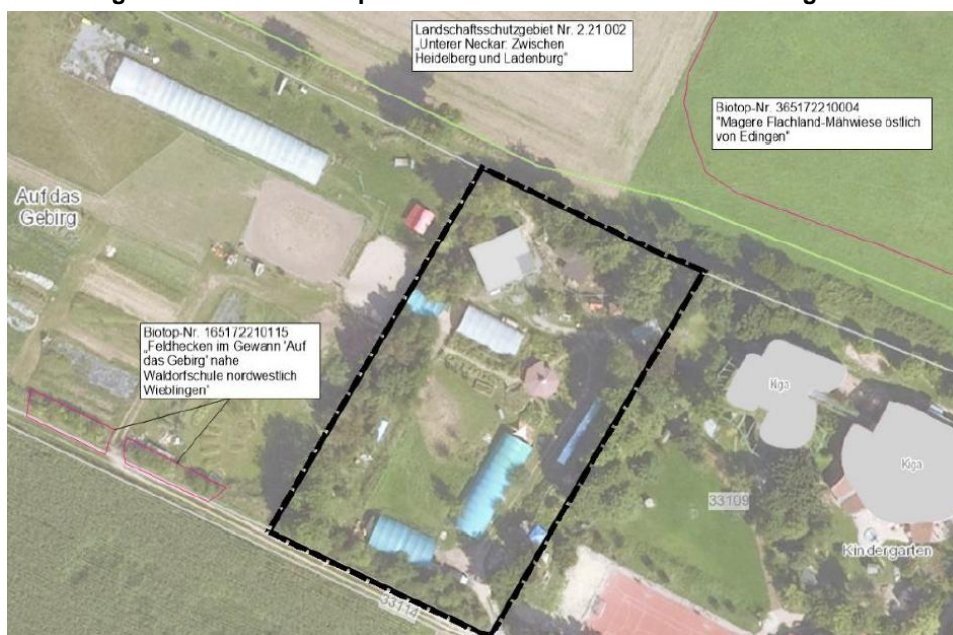 Landschaftsschutzgebiet Nr. 2.21.002
„Unterer Neckar: Zwischen
Heidelberg und Ladenburg"
Biotop-Nr. 365172210004
"Magere Flachland-Mähwiese östlich
von Edingen"
Auf das
Gebirg
Biotop-Nr. 165172210115
„Feldhecken im Gewann 'Auf
das Gebirg' nahe
Waldorfschule nordwestlich
Wieblingen"
Kiga
Kiga
33109
Kindergarten
33114